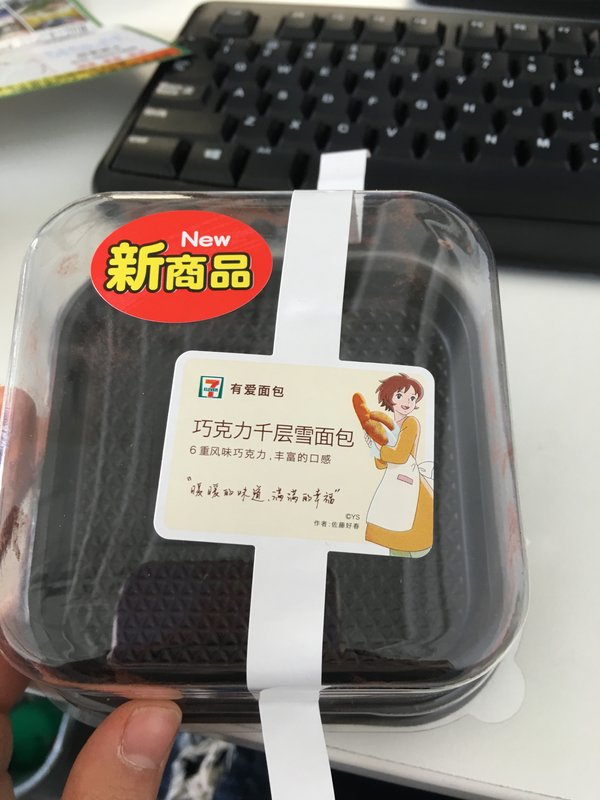 New
新商品
7
ELEVEN
有爱面包
巧克力千层雪面包
6重风味巧克力,丰富的口感
"暖暖的味道,满满的幸福"
©YS
作者:佐藤好春